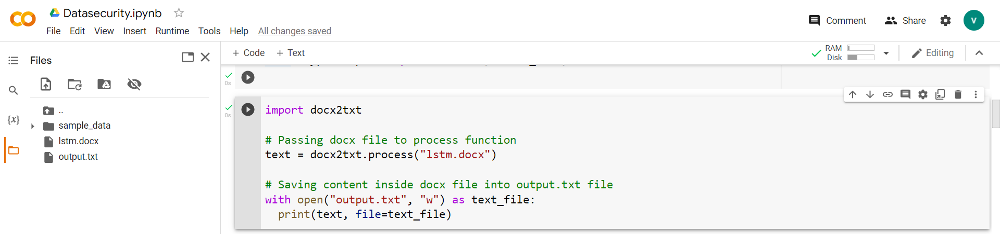 Datasecurity.ipynb
File Edit View Insert Runtime Tools Help All changes saved
Comment Share V
Files
+ Code + Text
RAM
Disk
Editing
0s
..
sample_data
lstm.docx
output.txt
{x}
0s
import docx2txt
# Passing docx file to process function
text = docx2txt.process("lstm.docx")
# Saving content inside docx file into output.txt file
with open("output.txt", "w") as text_file:
print(text, file=text_file)